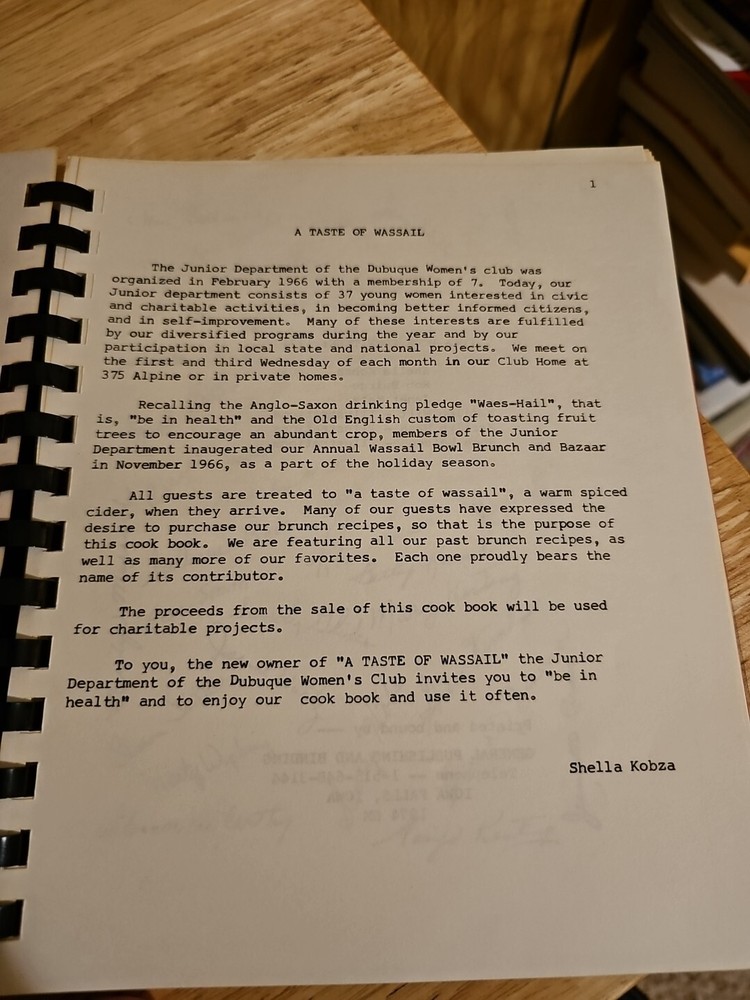 1
A TASTE OF WASSAIL
The Junior Department of the Dubuque Women's club was
organized in February 1966 with a membership of 7. Today, our
Junior department consists of 37 young women interested in civic
and charitable activities, in becoming better informed citizens,
and in self-improvement. Many of these interests are fulfilled
by our diversified programs during the year and by our
participation in local state and national projects. We meet on
the first and third Wednesday of each month in our Club Home at
375 Alpine or in private homes.
Recalling the Anglo-Saxon drinking pledge "Waes-Hail", that
is, "be in health" and the Old English custom of toasting fruit
trees to encourage an abundant crop, members of the Junior
Department inaugerated our Annual Wassail Bowl Brunch and Bazaar
in November 1966, as a part of the holiday season.
All guests are treated to "a taste of wassail", a warm spiced
cider, when they arrive. Many of our guests have expressed the
desire to purchase our brunch recipes, so that is the purpose of
this cook book. We are featuring all our past brunch recipes, as
well as many more of our favorites. Each one proudly bears the
name of its contributor.
The proceeds from the sale of this cook book will be used
for charitable projects.
To you, the new owner of "A TASTE OF WASSAIL" the Junior
Department of the Dubuque Women's Club invites you to "be in
health" and to enjoy our cook book and use it often.
Shella Kobza
Printed and bound by
GENERAL PUBLISHING AND BINDING
IOWA FALLS, IOWA